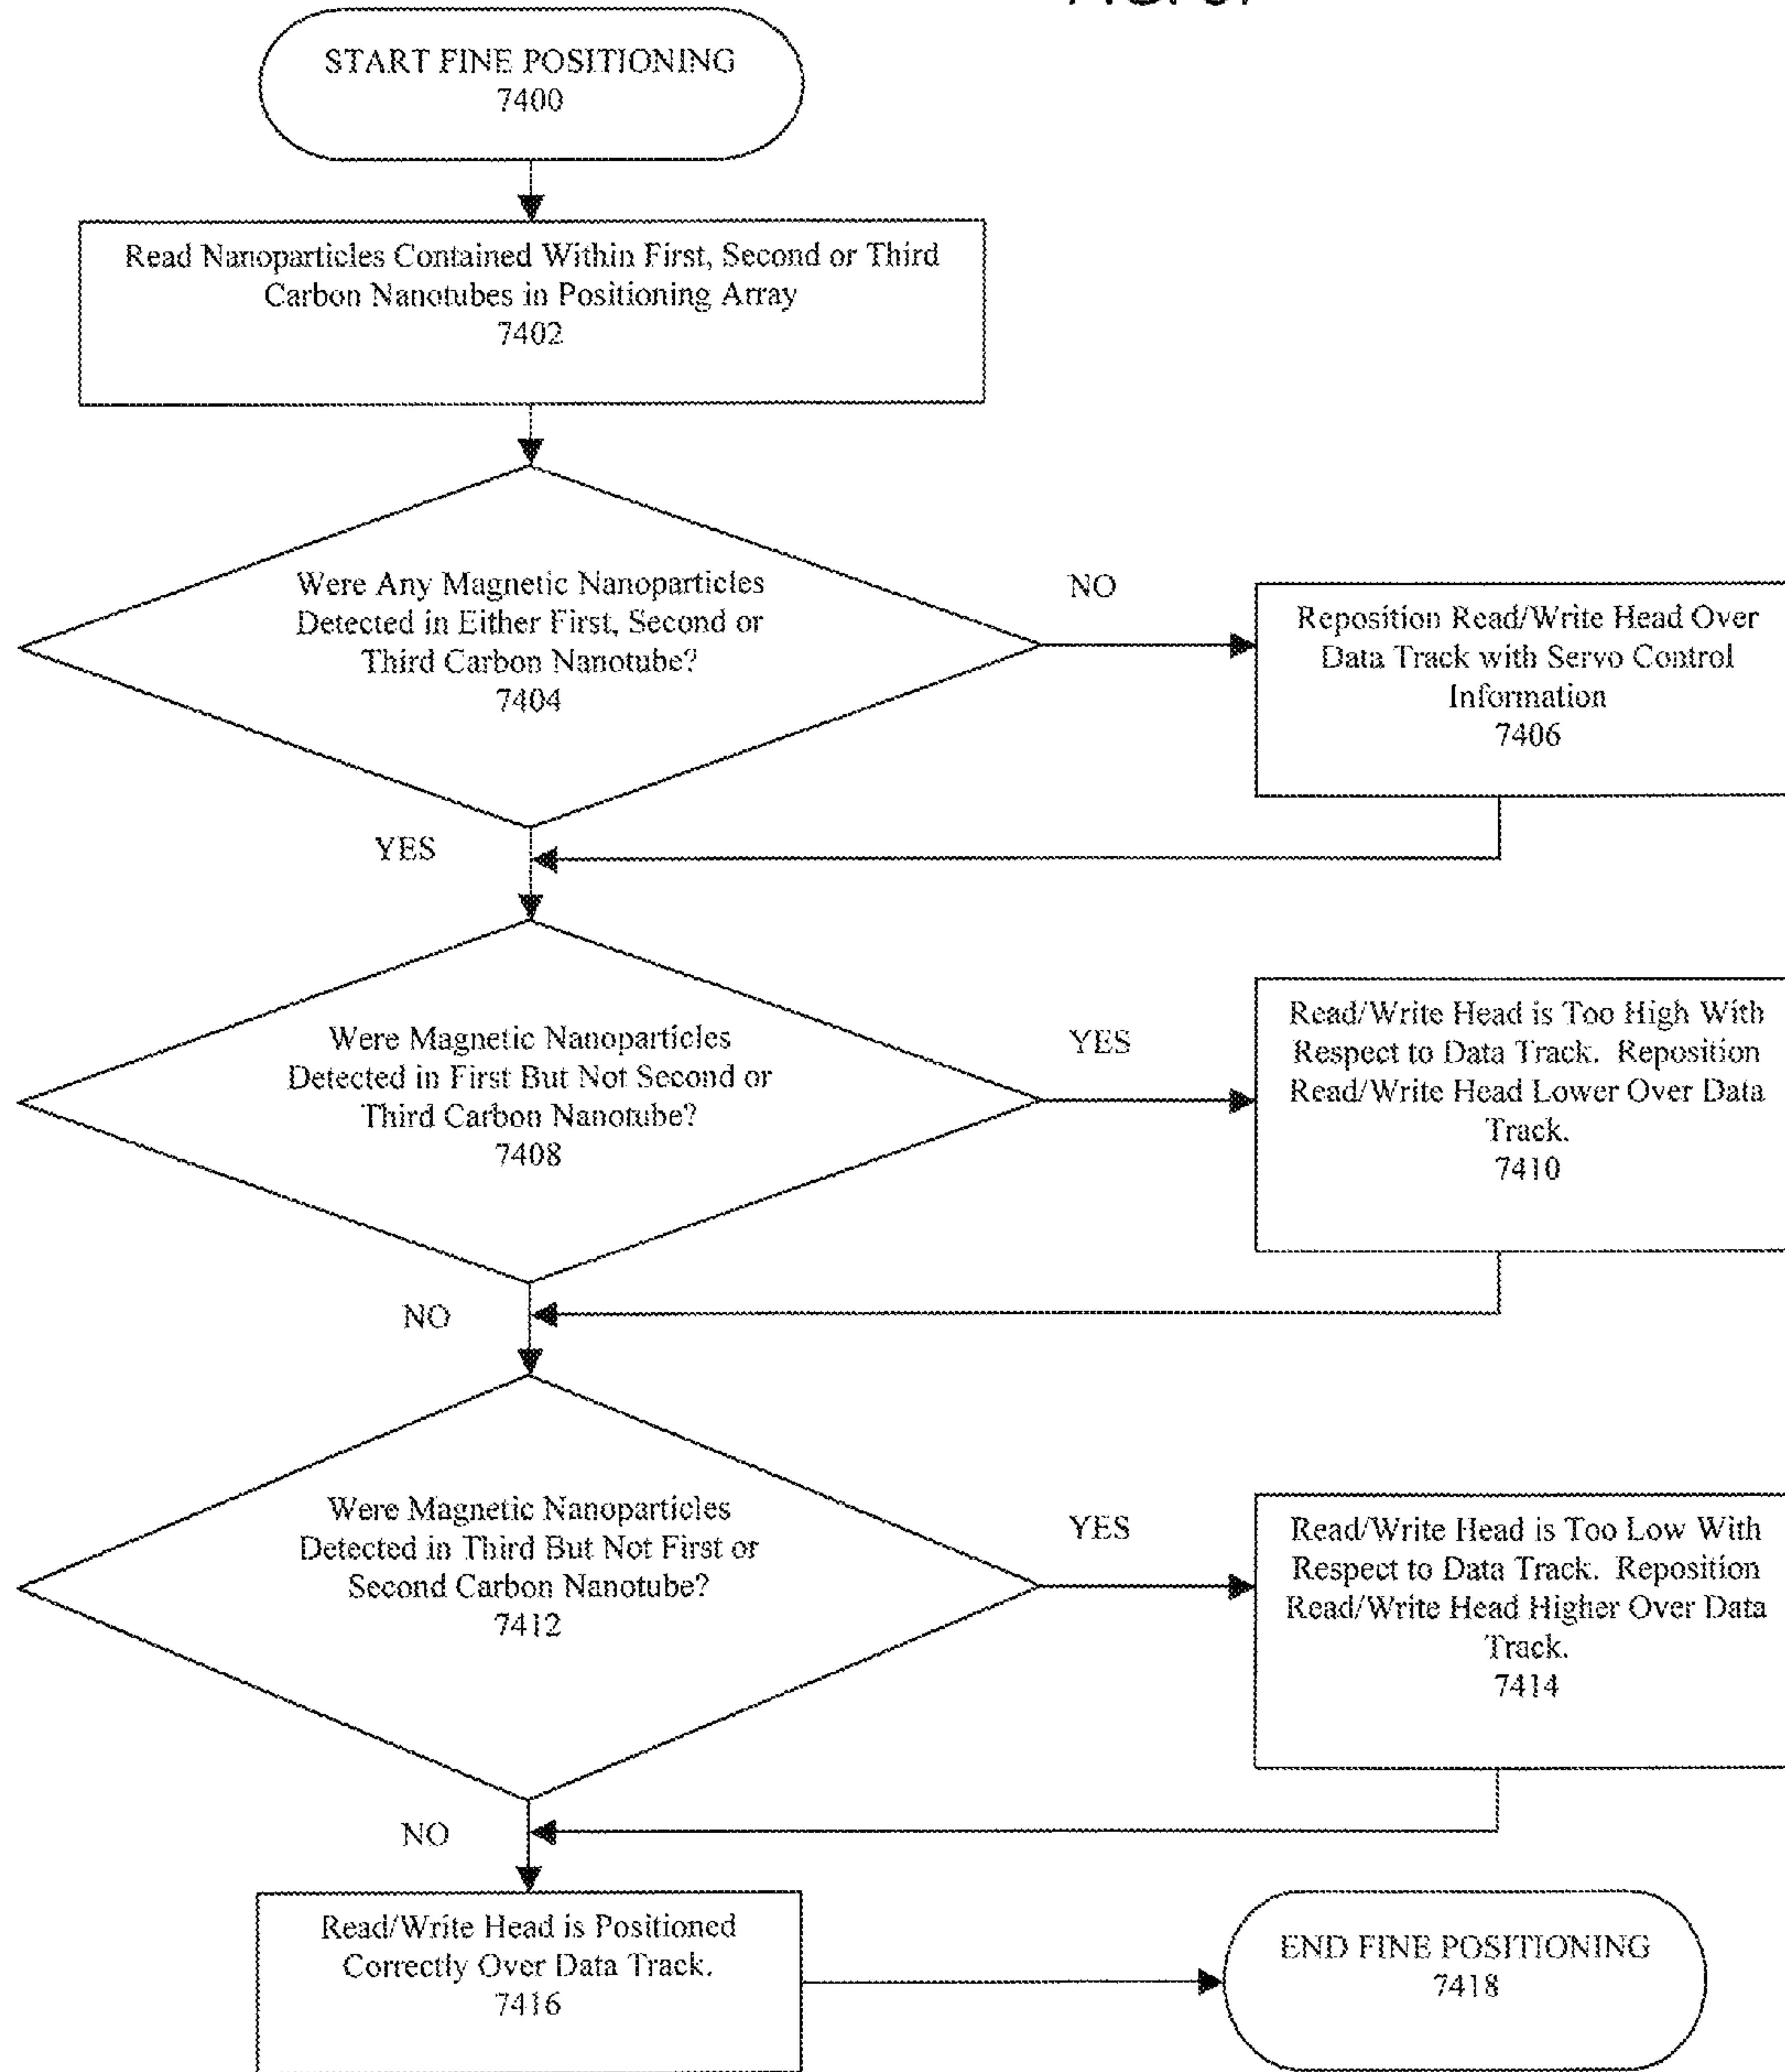 START FINE POSITIONING
7400
Read Nanoparticles Contained Within First, Second or Third
Carbon Nanotubes in Positioning Array
7402
Were Any Magnetic Nanoparticles
Detected in Either First, Second or
Third Carbon Nanotube?
7404
NO
Reposition Read/Write Head Over
Data Track with Servo Control
Information
7406
YES
Were Magnetic Nanoparticles
Detected in First But Not Second or
Third Carbon Nanotube?
7408
YES
Read/Write Head is Too High With
Respect to Data Track. Reposition
Read/Write Head Lower Over Data
Track.
7410
NO
Were Magnetic Nanoparticles
Detected in Third But Not First or
Second Carbon Nanotube?
7412
YES
Read/Write Head is Too Low With
Respect to Data Track. Reposition
Read/Write Head Higher Over Data
Track.
7414
NO
Read/Write Head is Positioned
Correctly Over Data Track.
7416
END FINE POSITIONING
7418